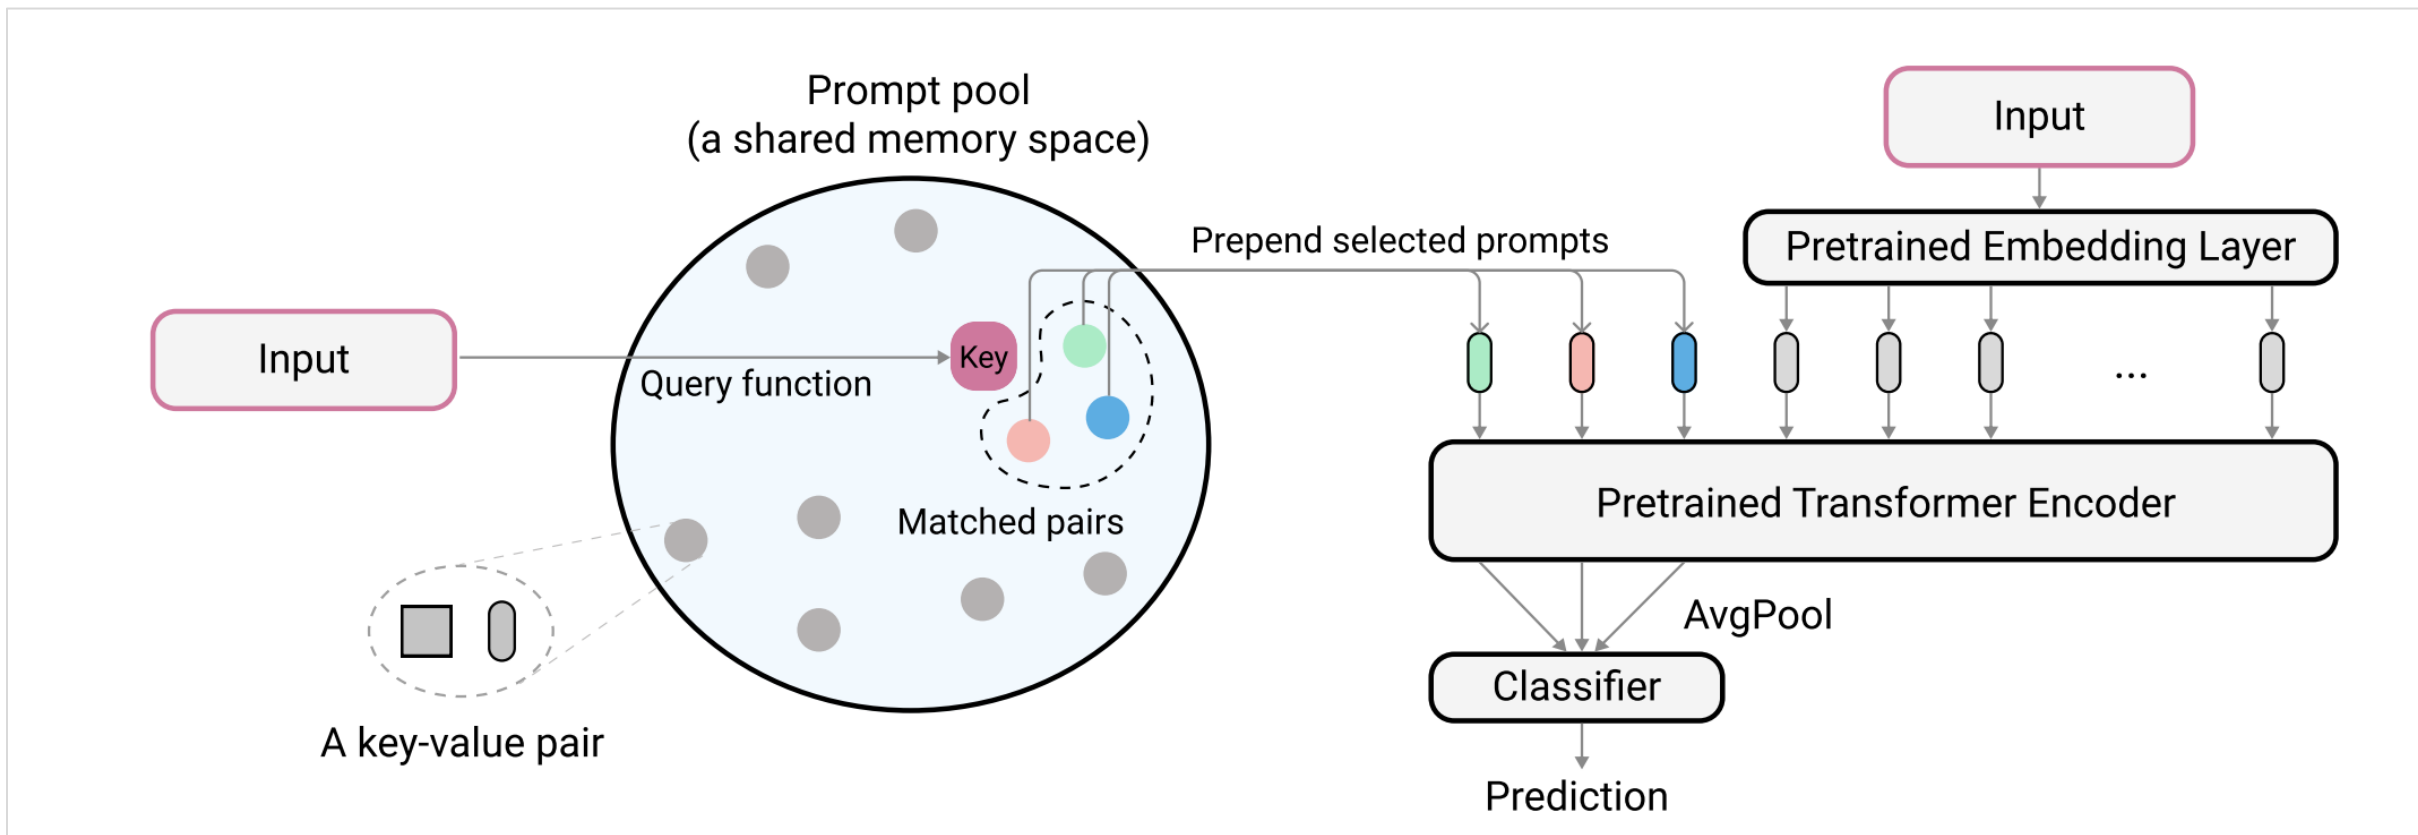 Prompt pool
(a shared memory space)
Input
Query function
Key
Matched pairs
A key-value pair
Prepend selected prompts
Input
Pretrained Embedding Layer
...
Pretrained Transformer Encoder
AvgPool
Classifier
Prediction